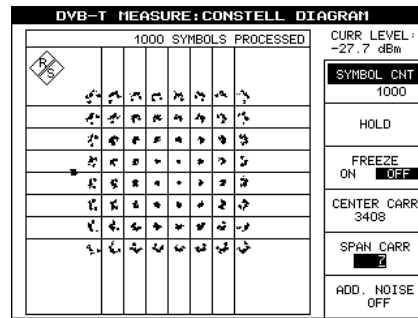 DVB-T MEASURE:CONSTELL DIAGRAM
1000 SYMBOLS PROCESSED
R/S
CURR LEVEL:
-27.7 dBm
SYMBOL CNT
1000
HOLD
FREEZE
ON OFF
CENTER CARR
3408
SPAN CARR
7
ADD. NOISE
OFF